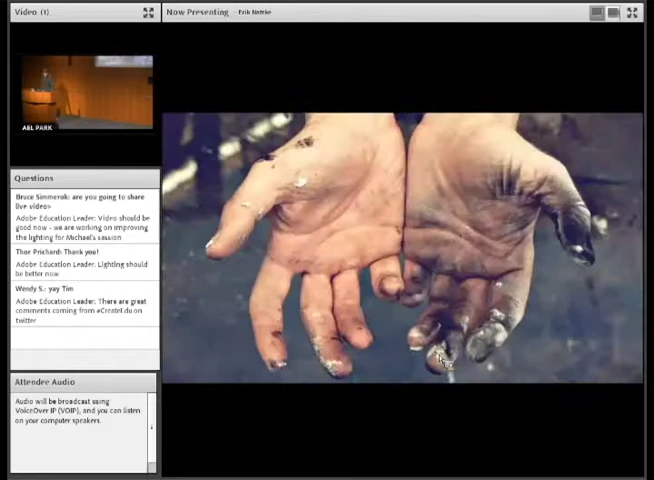 Video (1)
Now Presenting - Erik Natzke
AEL PARK
Questions
Bruce Simmerok: are you going to share
live video>
Adobe Education Leader: Video should be
good now - we are working on improving
the lighting for Michael's session
Thor Prichard: Thank you!
Adobe Education Leader: Lighting should
be better now
Wendy S.: yay Tim
Adobe Education Leader: There are great
comments coming from #CreateEdu on
twitter
Attendee Audio
Audio will be broadcast using
VoiceOver IP (VOIP), and you can listen
on your computer speakers.